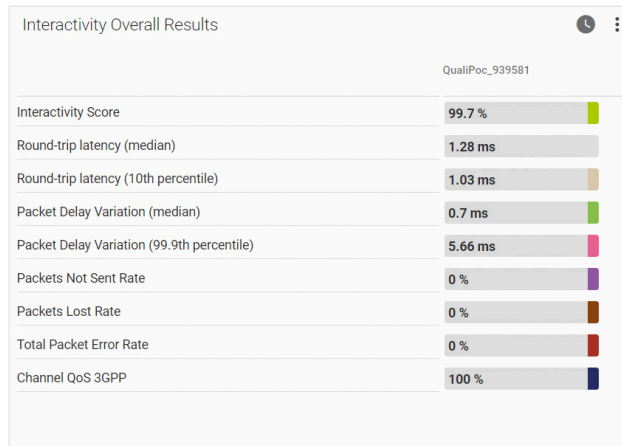 Interactivity Overall Results
QualiPoc_939581
Interactivity Score 99.7 %
Round-trip latency (median) 1.28 ms
Round-trip latency (10th percentile) 1.03 ms
Packet Delay Variation (median) 0.7 ms
Packet Delay Variation (99.9th percentile) 5.66 ms
Packets Not Sent Rate 0 %
Packets Lost Rate 0 %
Total Packet Error Rate 0 %
Channel QoS 3GPP 100 %